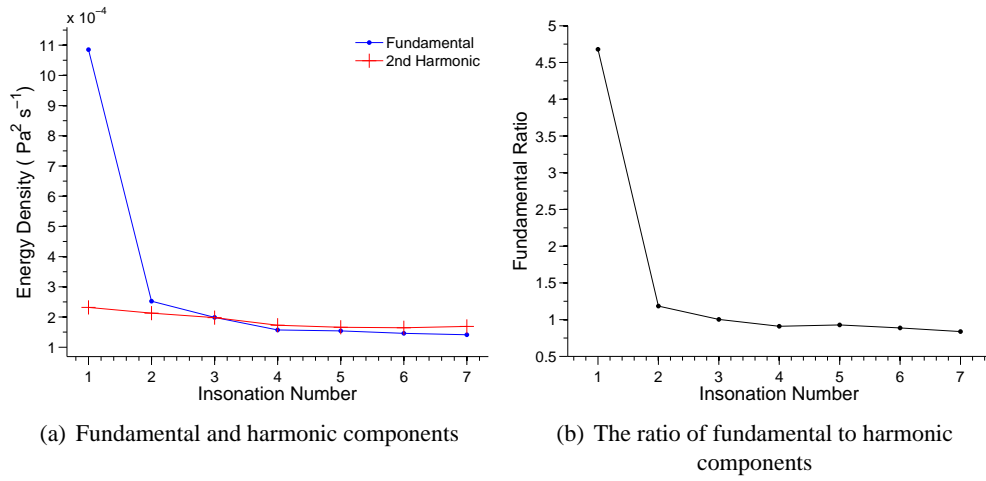 x 10⁻⁴
11
10
9
8
7
6
5
4
3
2
1
Energy Density ( Pa² s⁻¹)
Fundamental
2nd Harmonic
1 2 3 4 5 6 7
Insonation Number
(a) Fundamental and harmonic components
5
4.5
4
3.5
3
2.5
2
1.5
1
0.5
Fundamental Ratio
1 2 3 4 5 6 7
Insonation Number
(b) The ratio of fundamental to harmonic
components